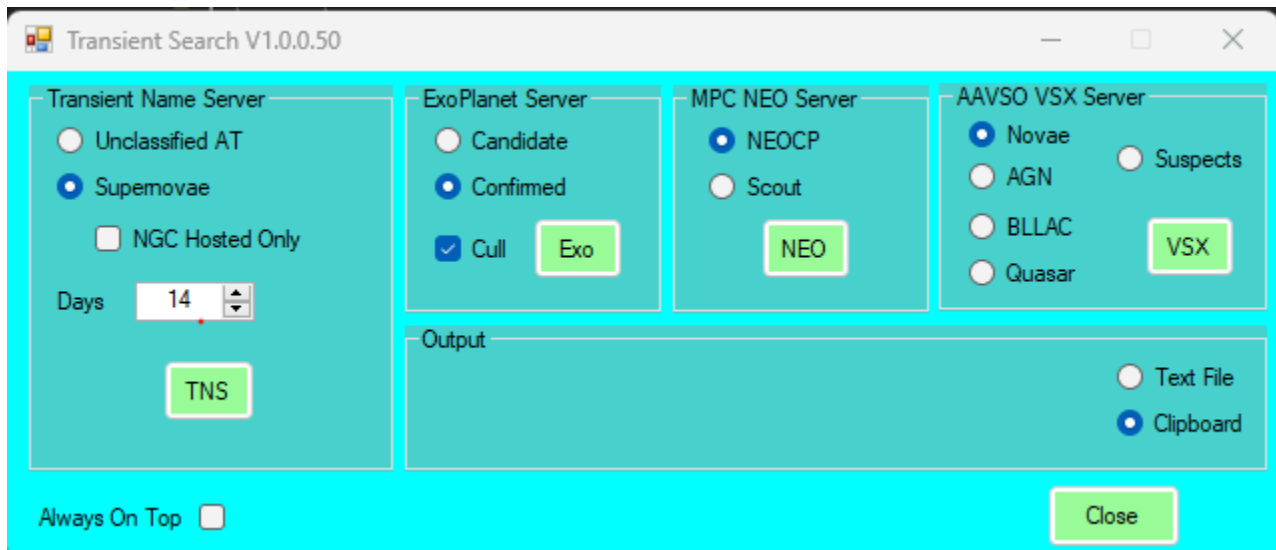 Transient Search V1.0.0.50
Transient Name Server
Unclassified AT
Supernovae
NGC Hosted Only
Days 14
TNS
ExoPlanet Server
Candidate
Confirmed
Cull Exo
MPC NEO Server
NEOCP
Scout
NEO
AAVSO VSX Server
Novae
Suspects
AGN
BLLAC
VSX
Quasar
Output
Text File
Clipboard
Always On Top
Close